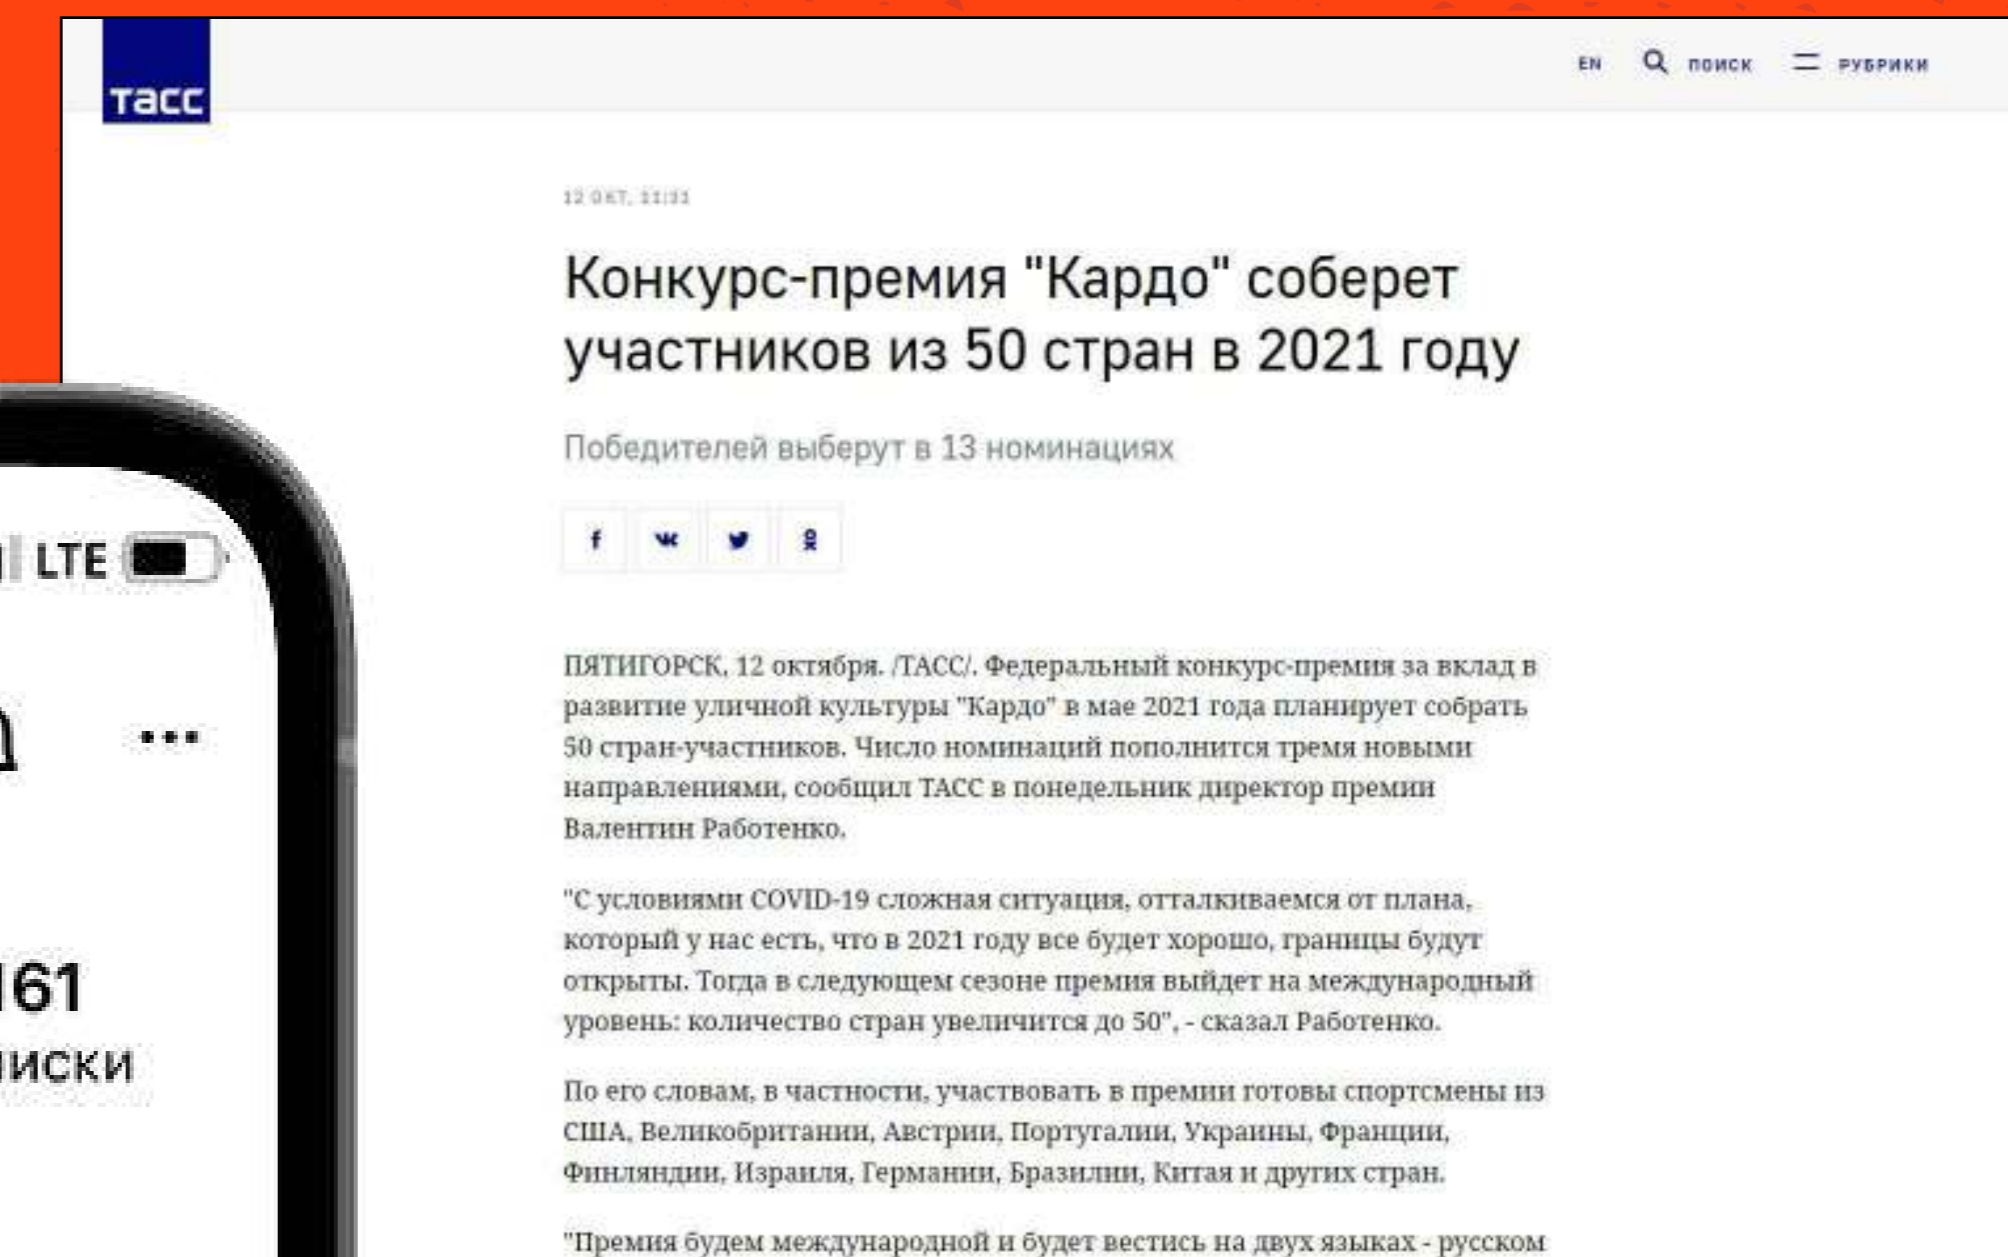 тасс
EN ПОИСК РУБРИКИ
12 ОКТ, 11:31
Конкурс-премия "Кардо" соберет
участников из 50 стран в 2021 году
Победителей выберут в 13 номинациях
LTE
161
иски
ПЯТИГОРСК, 12 октября. /ТАСС/. Федеральный конкурс-премия за вклад в
развитие уличной культуры "Кардо" в мае 2021 года планирует собрать
50 стран-участников. Число номинаций пополнится тремя новыми
направлениями, сообщил ТАСС в понедельник директор премии
Валентин Работенко.
"С условиями COVID-19 сложная ситуация, отталкиваемся от плана,
который у нас есть, что в 2021 году все будет хорошо, границы будут
открыты. Тогда в следующем сезоне премия выйдет на международный
уровень: количество стран увеличится до 50", - сказал Работенко.
По его словам, в частности, участвовать в премии готовы спортсмены из
США, Великобритании, Австрии, Португалии, Украины, Франции,
Финляндии, Израиля, Германии, Бразилии, Китая и других стран.
"Премия будем международной и будет вестись на двух языках - русском